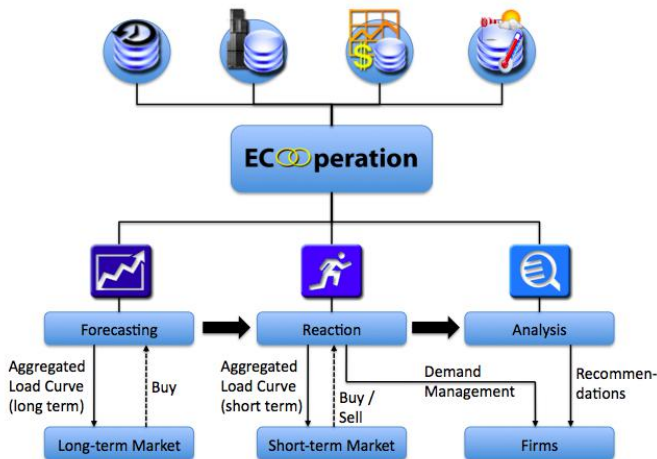 $
ECOOperation
Forecasting
Reaction
Analysis
Aggregated
Load Curve
(long term)
Buy
Aggregated
Load Curve
(short term)
Buy /
Sell
Demand
Management
Recommen-
dations
Long-term Market
Short-term Market
Firms